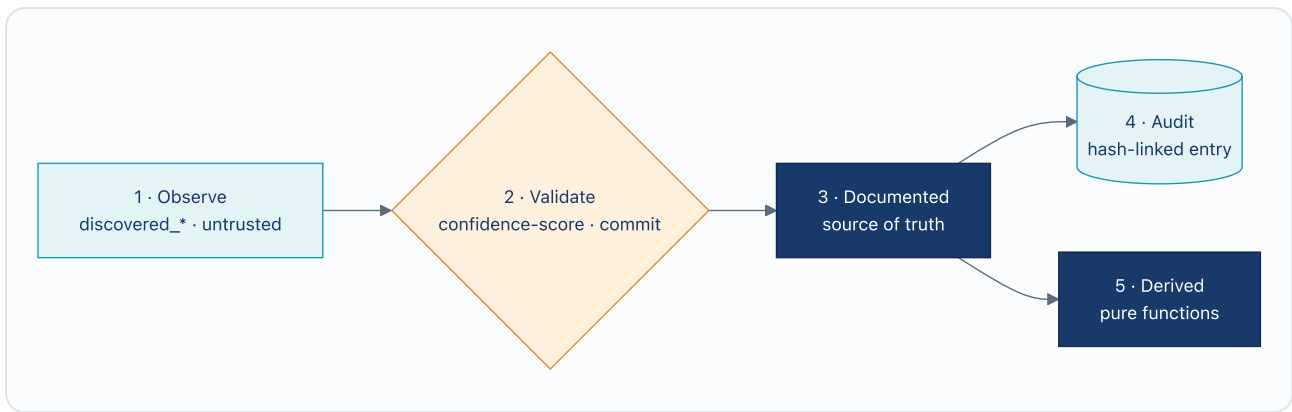 1 · Observe
discovered_* · untrusted
2 · Validate
confidence-score · commit
3 · Documented
source of truth
4 · Audit
hash-linked entry
5 · Derived
pure functions